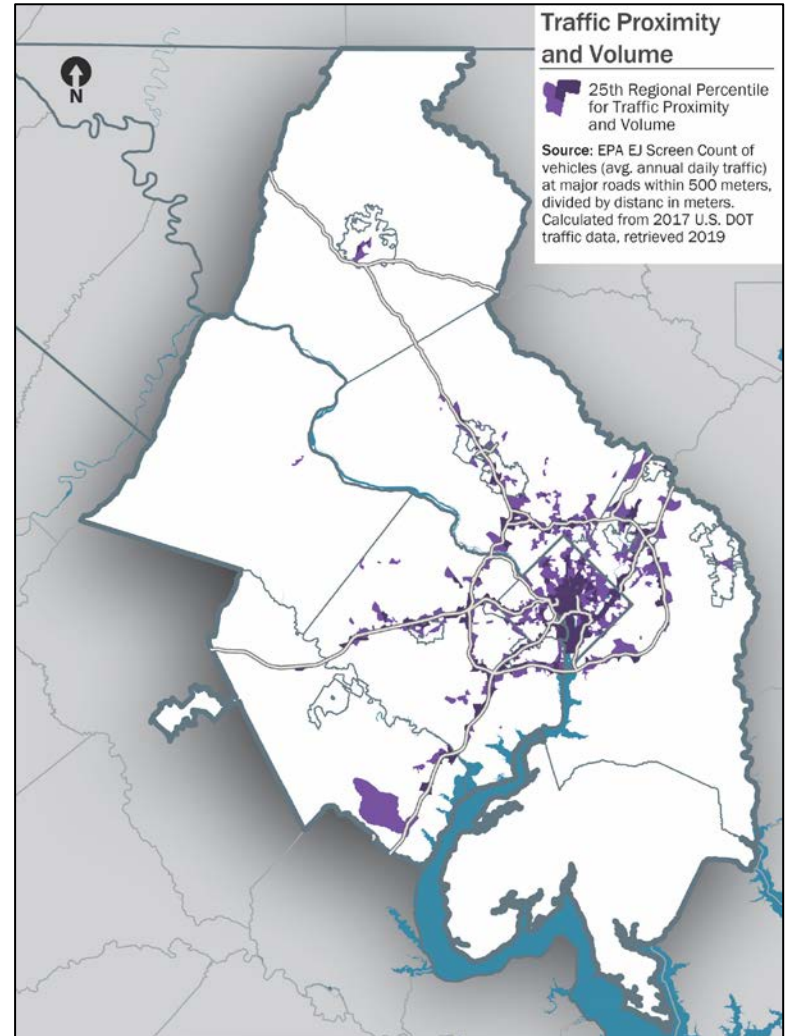 Traffic Proximity
and Volume
25th Regional Percentile
for Traffic Proximity
and Volume
Source: EPA EJ Screen Count of
vehicles (avg. annual daily traffic)
at major roads within 500 meters,
divided by distanc in meters.
Calculated from 2017 U.S. DOT
traffic data, retrieved 2019
N